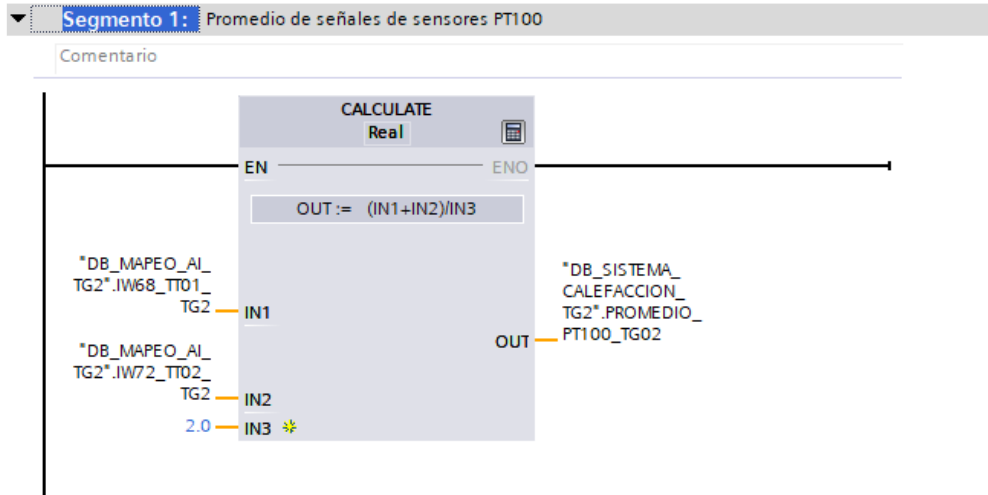 Segmento 1: Promedio de señales de sensores PT100
Comentario
CALCULATE
Real
EN
ENO
OUT := (IN1+IN2)/IN3
"DB_MAPEO_AI_
TG2".IW68_TT01_
TG2
IN1
"DB_SISTEMA_
CALEFACCION_
TG2".PROMEDIO_
PT100_TG02
OUT
"DB_MAPEO_AI_
TG2".IW72_TT02_
TG2
IN2
2.0
IN3